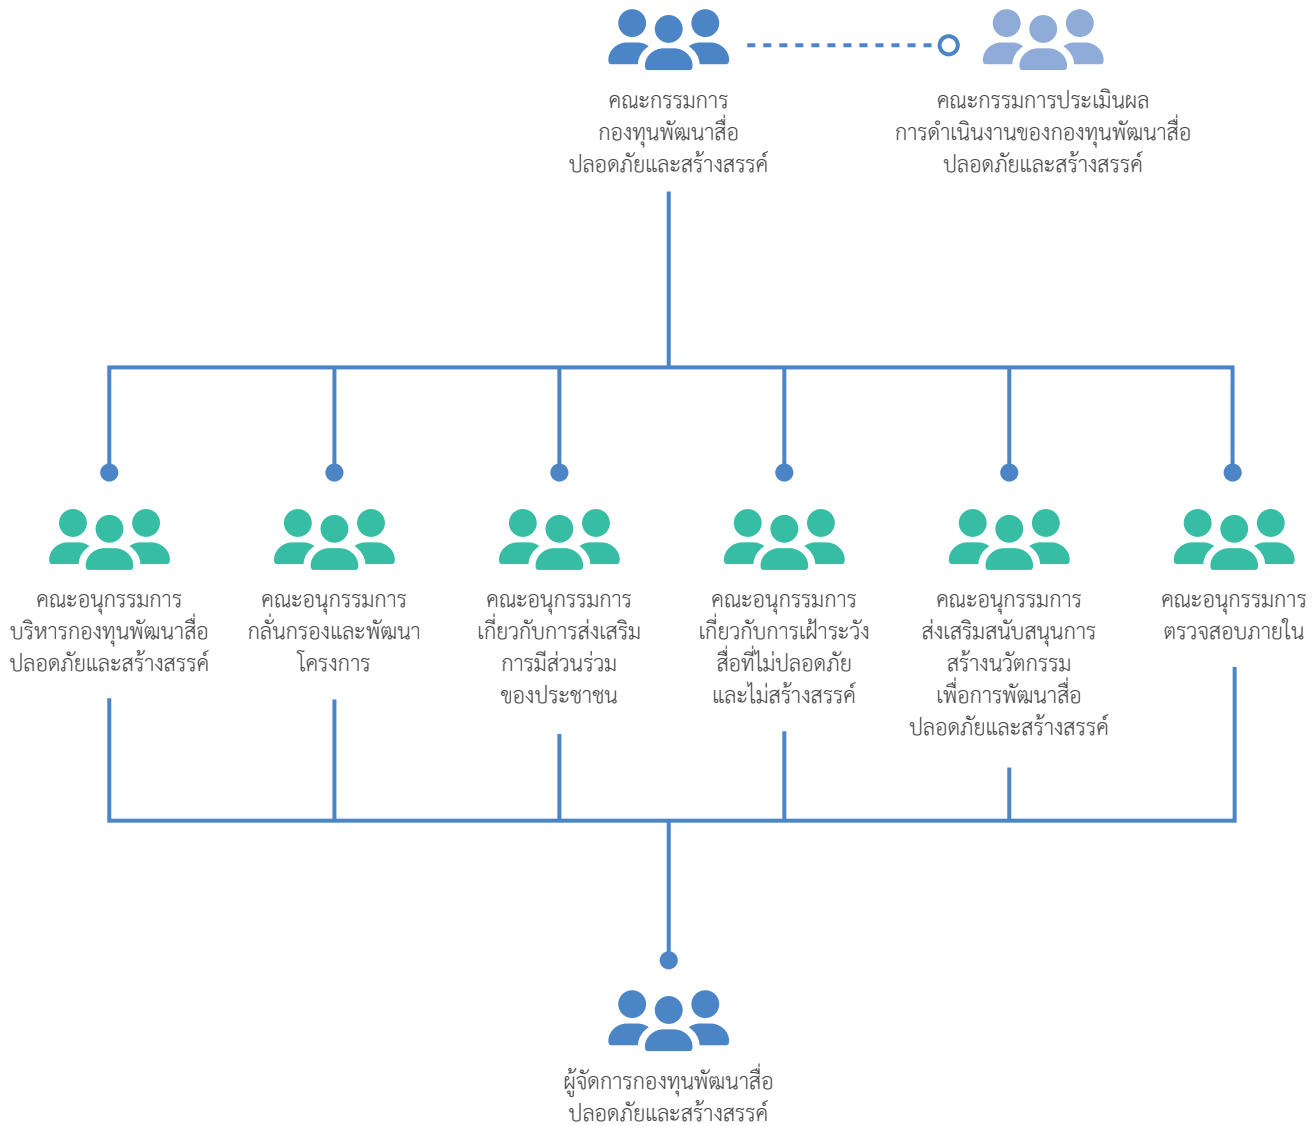 คณะกรรมการ
กองทุนพัฒนาสื่อ
ปลอดภัยและสร้างสรรค์
คณะกรรมการประเมินผล
การดำเนินงานของกองทุนพัฒนาสื่อ
ปลอดภัยและสร้างสรรค์
คณะอนุกรรมการ
บริหารกองทุนพัฒนาสื่อ
ปลอดภัยและสร้างสรรค์
คณะอนุกรรมการ
กลั่นกรองและพัฒนา
โครงการ
คณะอนุกรรมการ
เกี่ยวกับการส่งเสริม
การมีส่วนร่วม
ของประชาชน
คณะอนุกรรมการ
เกี่ยวกับการเฝ้าระวัง
สื่อที่ไม่ปลอดภัย
และไม่สร้างสรรค์
คณะอนุกรรมการ
ส่งเสริมสนับสนุนการ
สร้างนวัตกรรม
เพื่อการพัฒนาสื่อ
ปลอดภัยและสร้างสรรค์
คณะอนุกรรมการ
ตรวจสอบภายใน
ผู้จัดการกองทุนพัฒนาสื่อ
ปลอดภัยและสร้างสรรค์